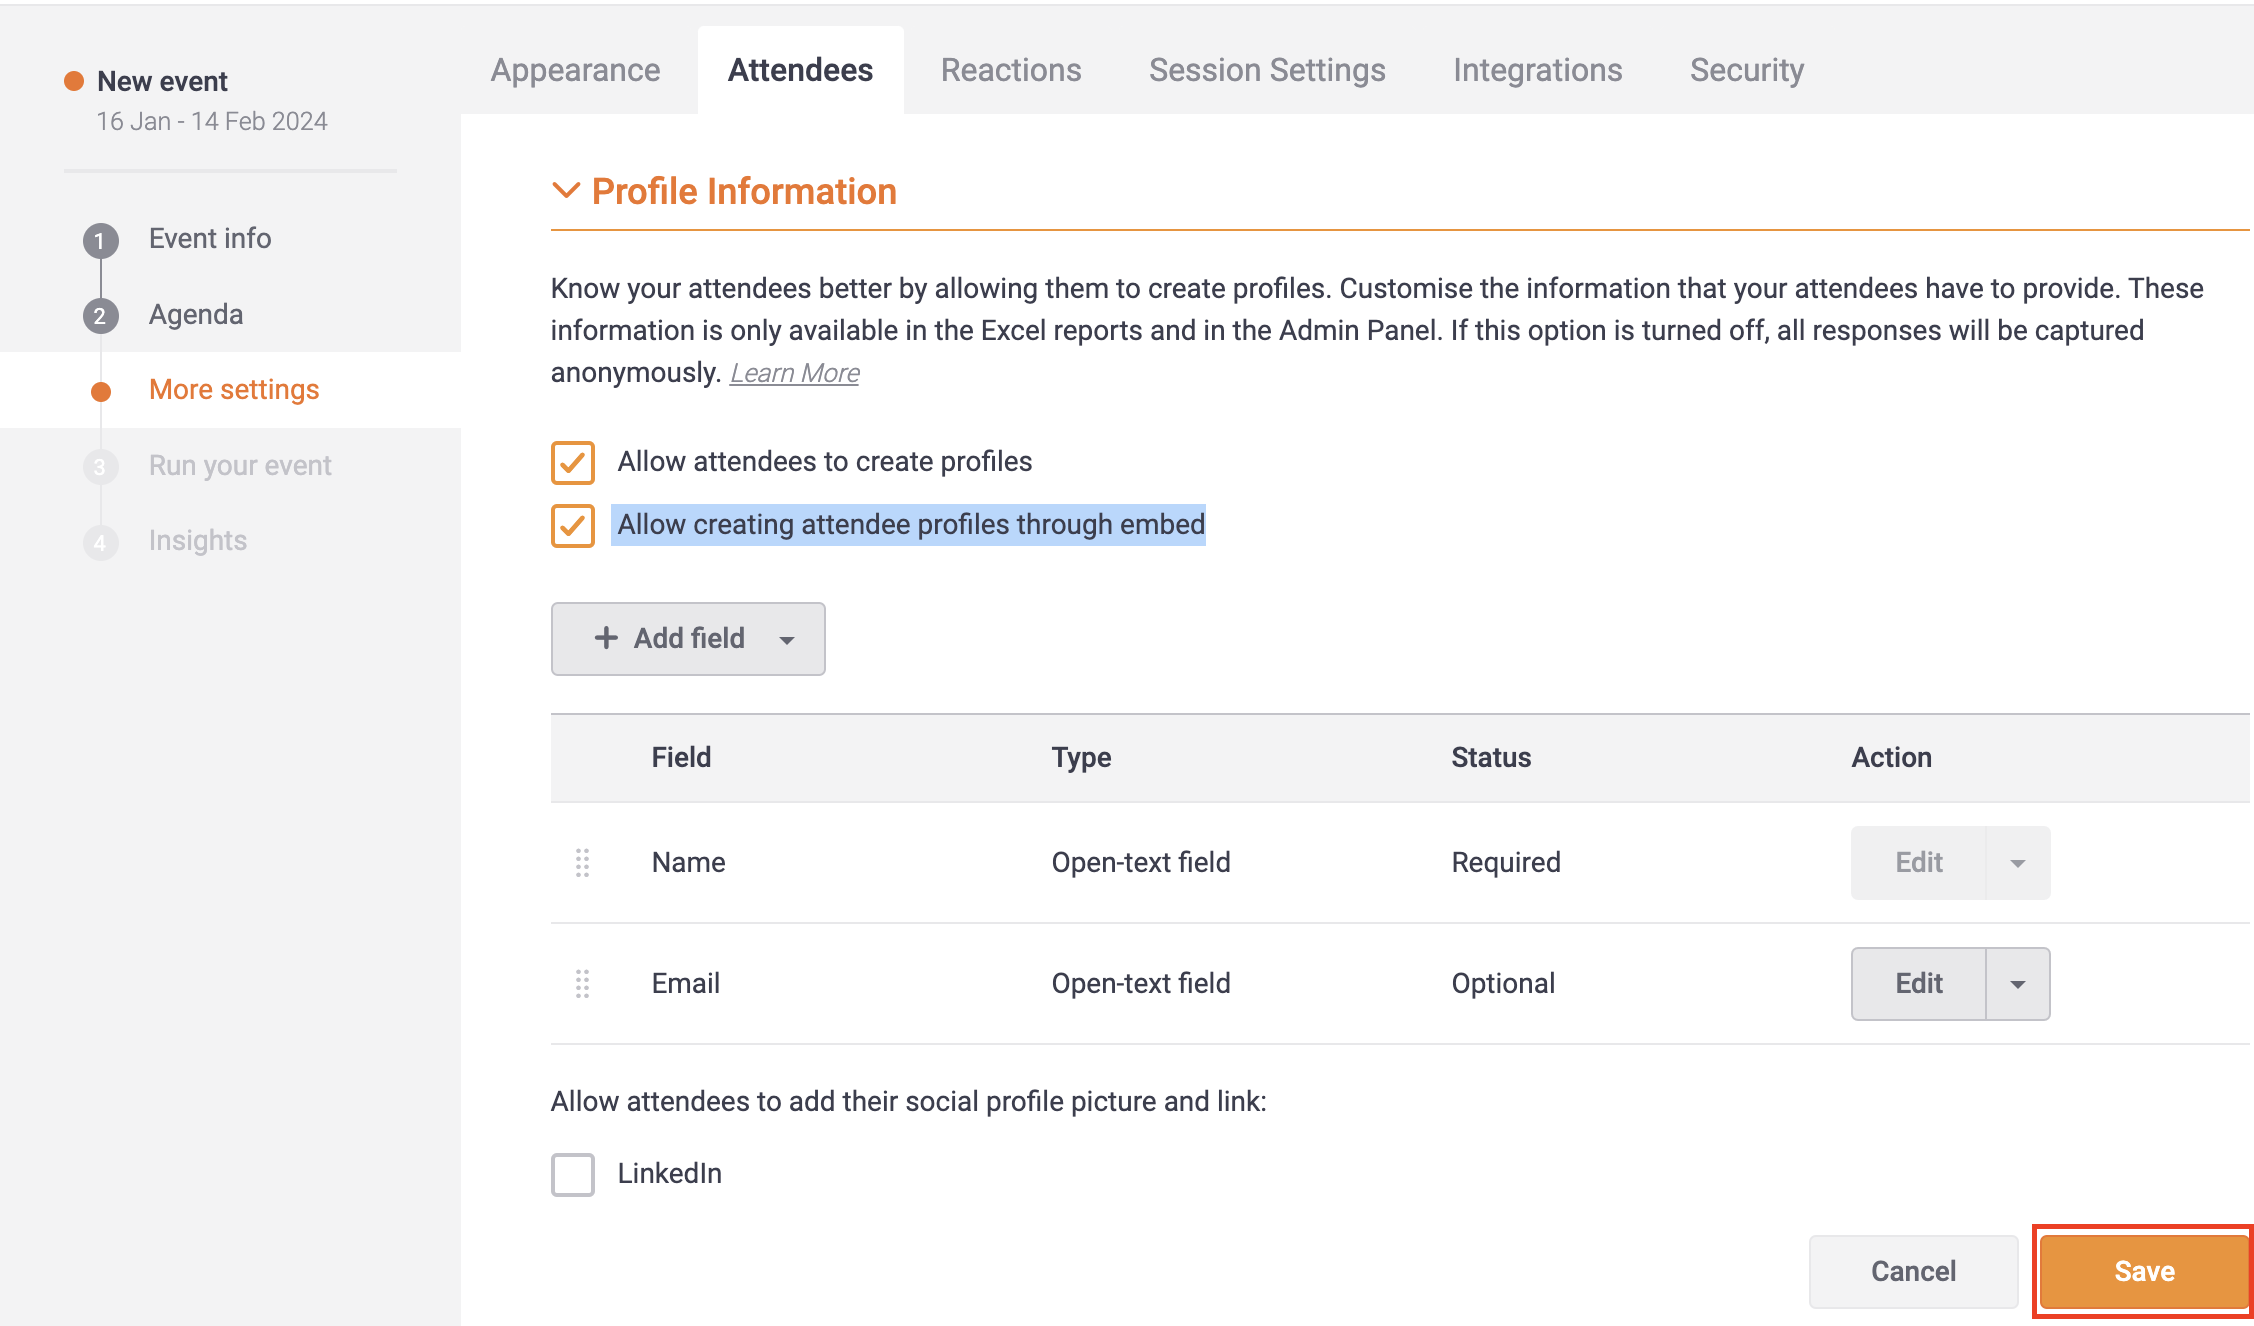 New event
16 Jan - 14 Feb 2024
1 Event info
2 Agenda
More settings
3 Run your event
4 Insights
Appearance Attendees Reactions Session Settings Integrations Security
Profile Information
Know your attendees better by allowing them to create profiles. Customise the information that your attendees have to provide. These
information is only available in the Excel reports and in the Admin Panel. If this option is turned off, all responses will be captured
anonymously. Learn More
Allow attendees to create profiles
Allow creating attendee profiles through embed
+ Add field
Field Type Status Action
Name Open-text field Required Edit
Email Open-text field Optional Edit
Allow attendees to add their social profile picture and link:
LinkedIn
Cancel Save